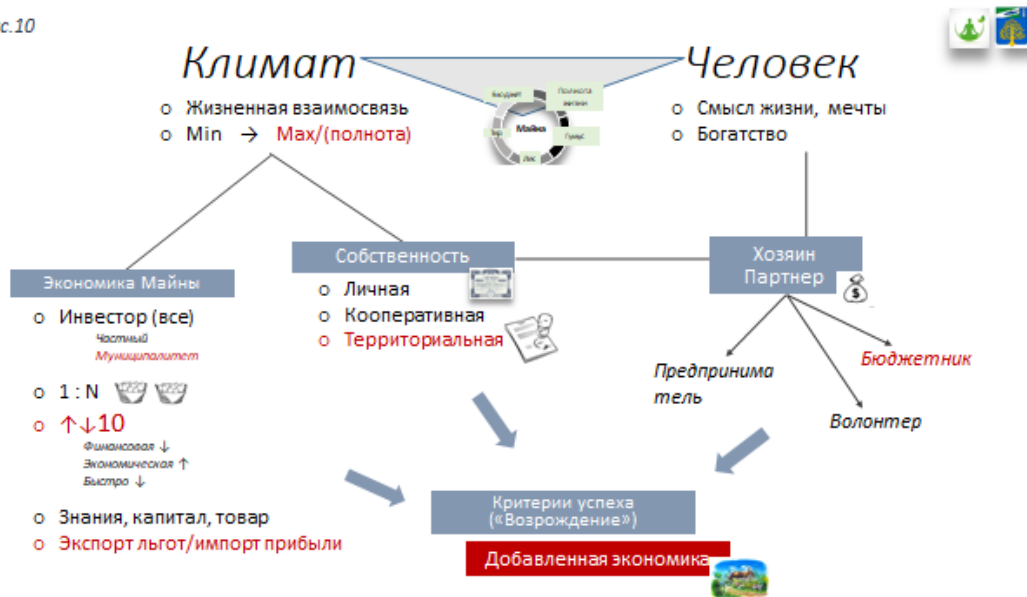 с.10
Климат
Человек
o Жизненная взаимосвязь
o Min → Max/(полнота)
Бюджет
Полнота
жизни
Майна
Гумус
Лес
o Смысл жизни, мечты
o Богатство
Экономика Майны
o Инвестор (все)
Частный
Муниципалитет
o 1 : N
o ↑↓10
Финансовая ↓
Экономическая ↑
Быстро ↓
o Знания, капитал, товар
o Экспорт льгот/импорт прибыли
Собственность
o Личная
o Кооперативная
o Территориальная
Хозяин
Партнер
$
Предпринима
тель
Бюджетник
Волонтер
Критерии успеха
(«Возрождение»)
Добавленная экономика